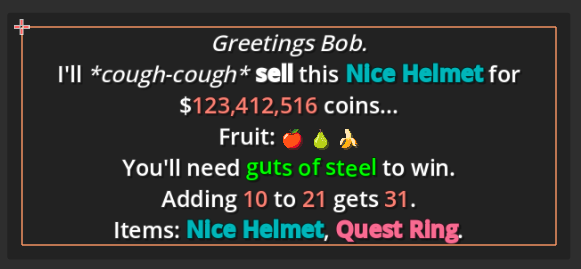 Greetings Bob.
I'll *cough-cough* sell this Nice Helmet for
$123,412,516 coins...
Fruit: 🍎 🍐 🍌
You'll need guts of steel to win.
Adding 10 to 21 gets 31.
Items: Nice Helmet, Quest Ring.